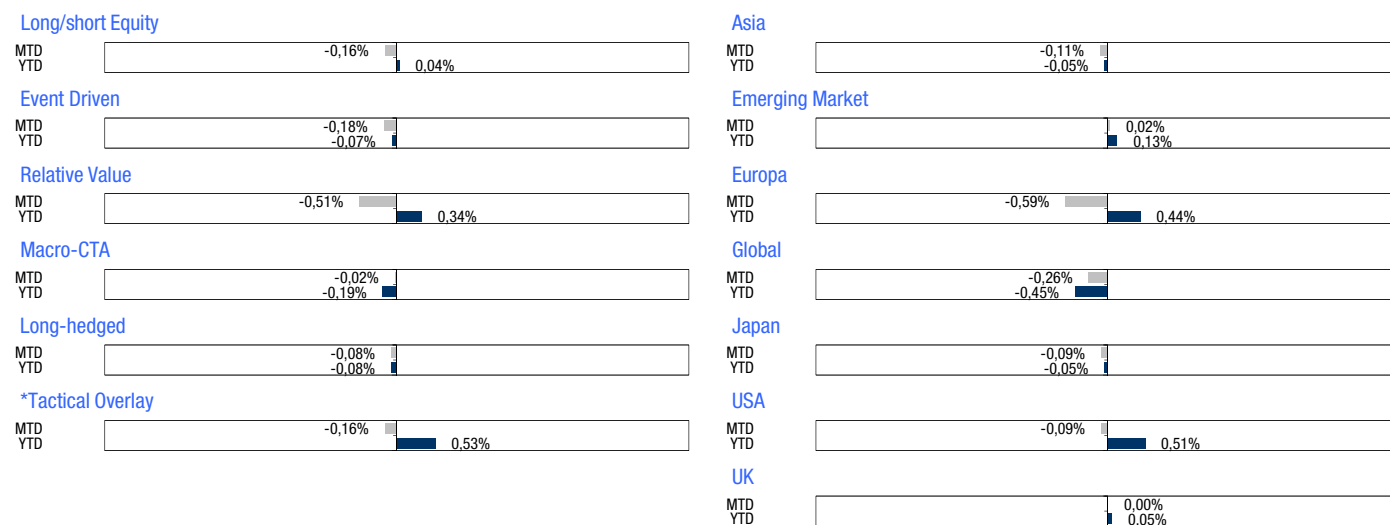 Long/short Equity
MTD -0,16%
YTD 0,04%
Event Driven
MTD -0,18%
YTD -0,07%
Relative Value
MTD -0,51%
YTD 0,34%
Macro-CTA
MTD -0,02%
YTD -0,19%
Long-hedged
MTD -0,08%
YTD -0,08%
*Tactical Overlay
MTD -0,16%
YTD 0,53%
Asia
MTD -0,11%
YTD -0,05%
Emerging Market
MTD 0,02%
YTD 0,13%
Europa
MTD -0,59%
YTD 0,44%
Global
MTD -0,26%
YTD -0,45%
Japan
MTD -0,09%
YTD -0,05%
USA
MTD -0,09%
YTD 0,51%
UK
MTD 0,00%
YTD 0,05%